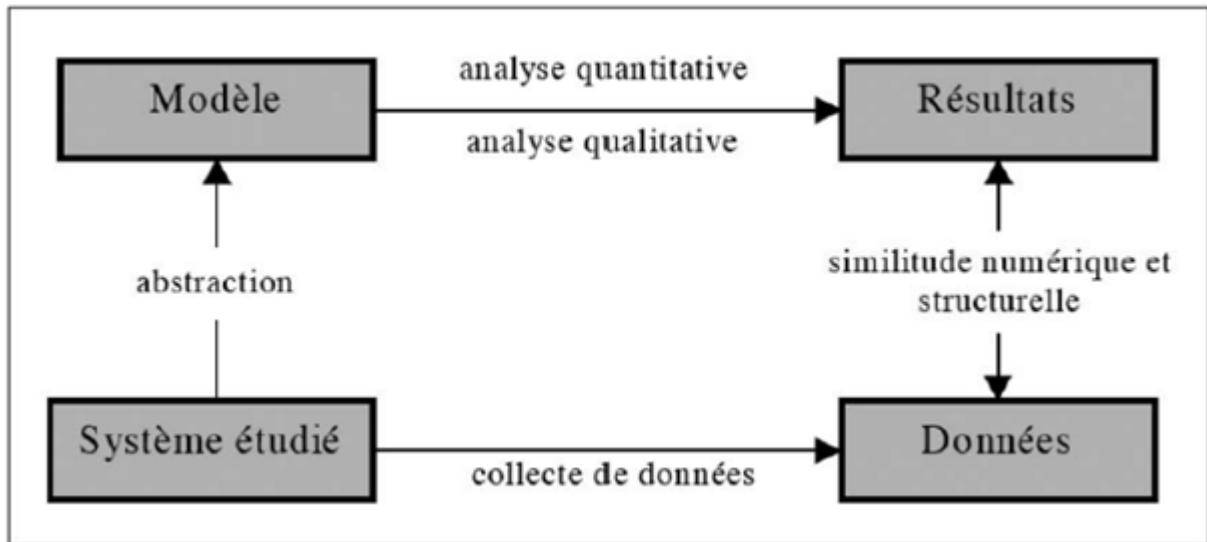 analyse quantitative
Modèle
Résultats
analyse qualitative
abstraction
similitude numérique et
structurelle
Système étudié
Données
collecte de données